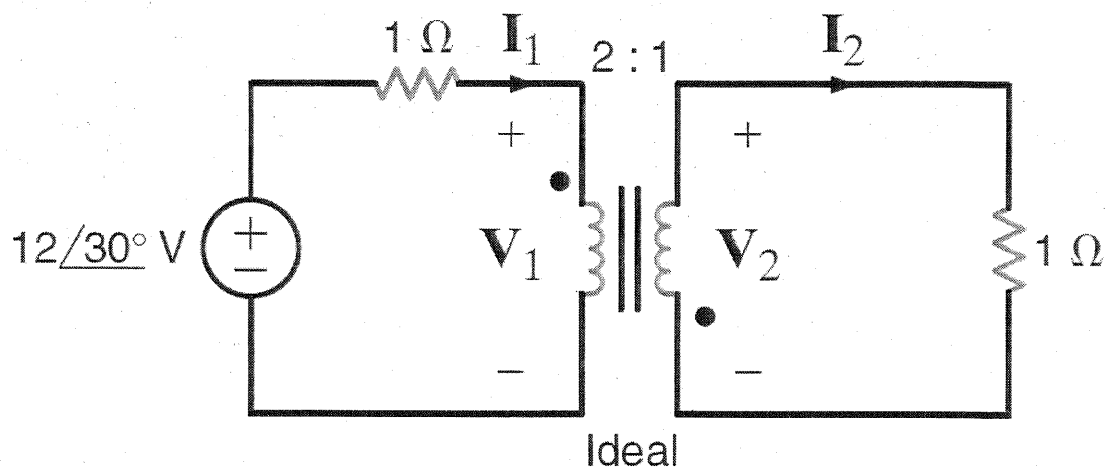 1 Ω
I₁
2 : 1
I₂
+
+
12/30° V
+
−
V₁
V₂
1 Ω
−
−
Ideal